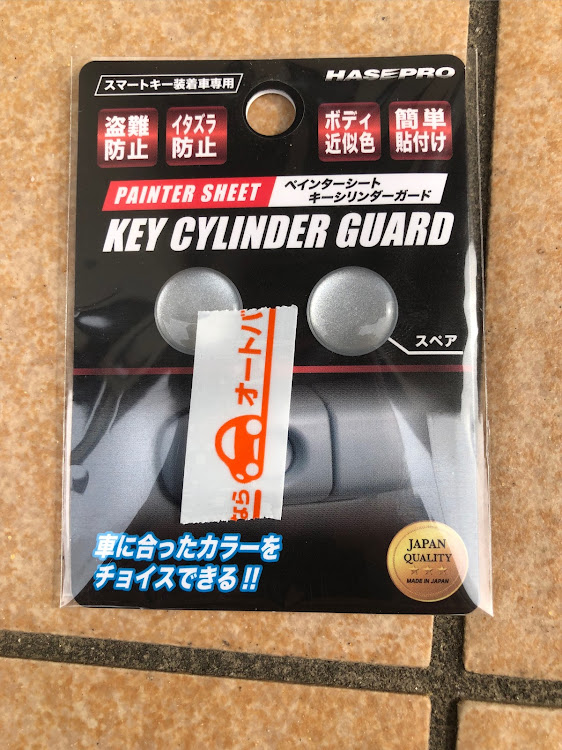 スマートキー装着車専用
HASEPRO
盗難
防止
イタズラ
防止
ボディ
近似色
簡単
貼付け
PAINTER SHEET
ペインターシート
キーシリンダーガード
KEY CYLINDER GUARD
スペア
オートバ
なら
車に合ったカラーを
チョイスできる!!
JAPAN
QUALITY
MADE IN JAPAN